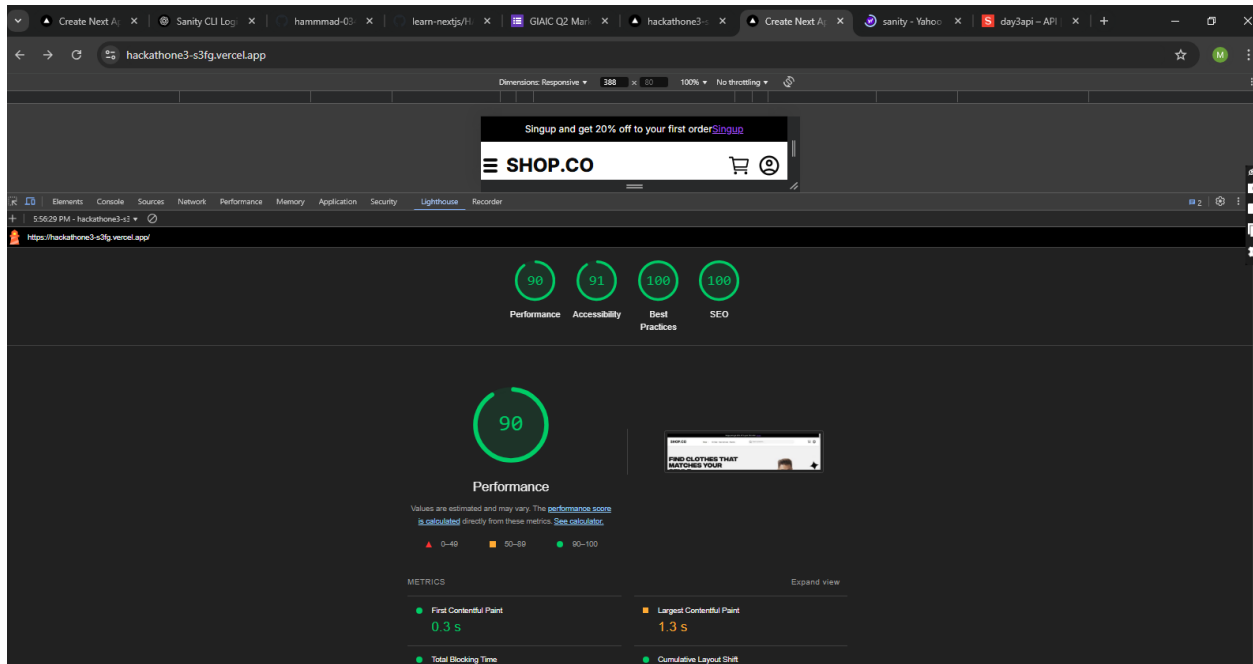 Create Next A
Sanity CLI Log
hammmad-03
learn-nextjs/H
GIAIC Q2 Mark
hackathone3-s
Create Next A
sanity - Yahoo
day3api – API
hackathone3-s3fg.vercel.app
M
Dimensions: Responsive 388 × 80 100% No throttling
Singup and get 20% off to your first orderSingup
SHOP.CO
Elements Console Sources Network Performance Memory Application Security Lighthouse Recorder 2
5:56:29 PM - hackathone3-s3
https://hackathone3-s3fg.vercel.app/
90 91 100 100
Performance Accessibility Best Practices SEO
90
SHOP.CO
FIND CLOTHES THAT
MATCHES YOUR
Performance
Values are estimated and may vary. The performance score
is calculated directly from these metrics. See calculator.
0–49 50–89 90–100
METRICS Expand view
First Contentful Paint
0.3 s
Largest Contentful Paint
1.3 s
Total Blocking Time
Cumulative Layout Shift